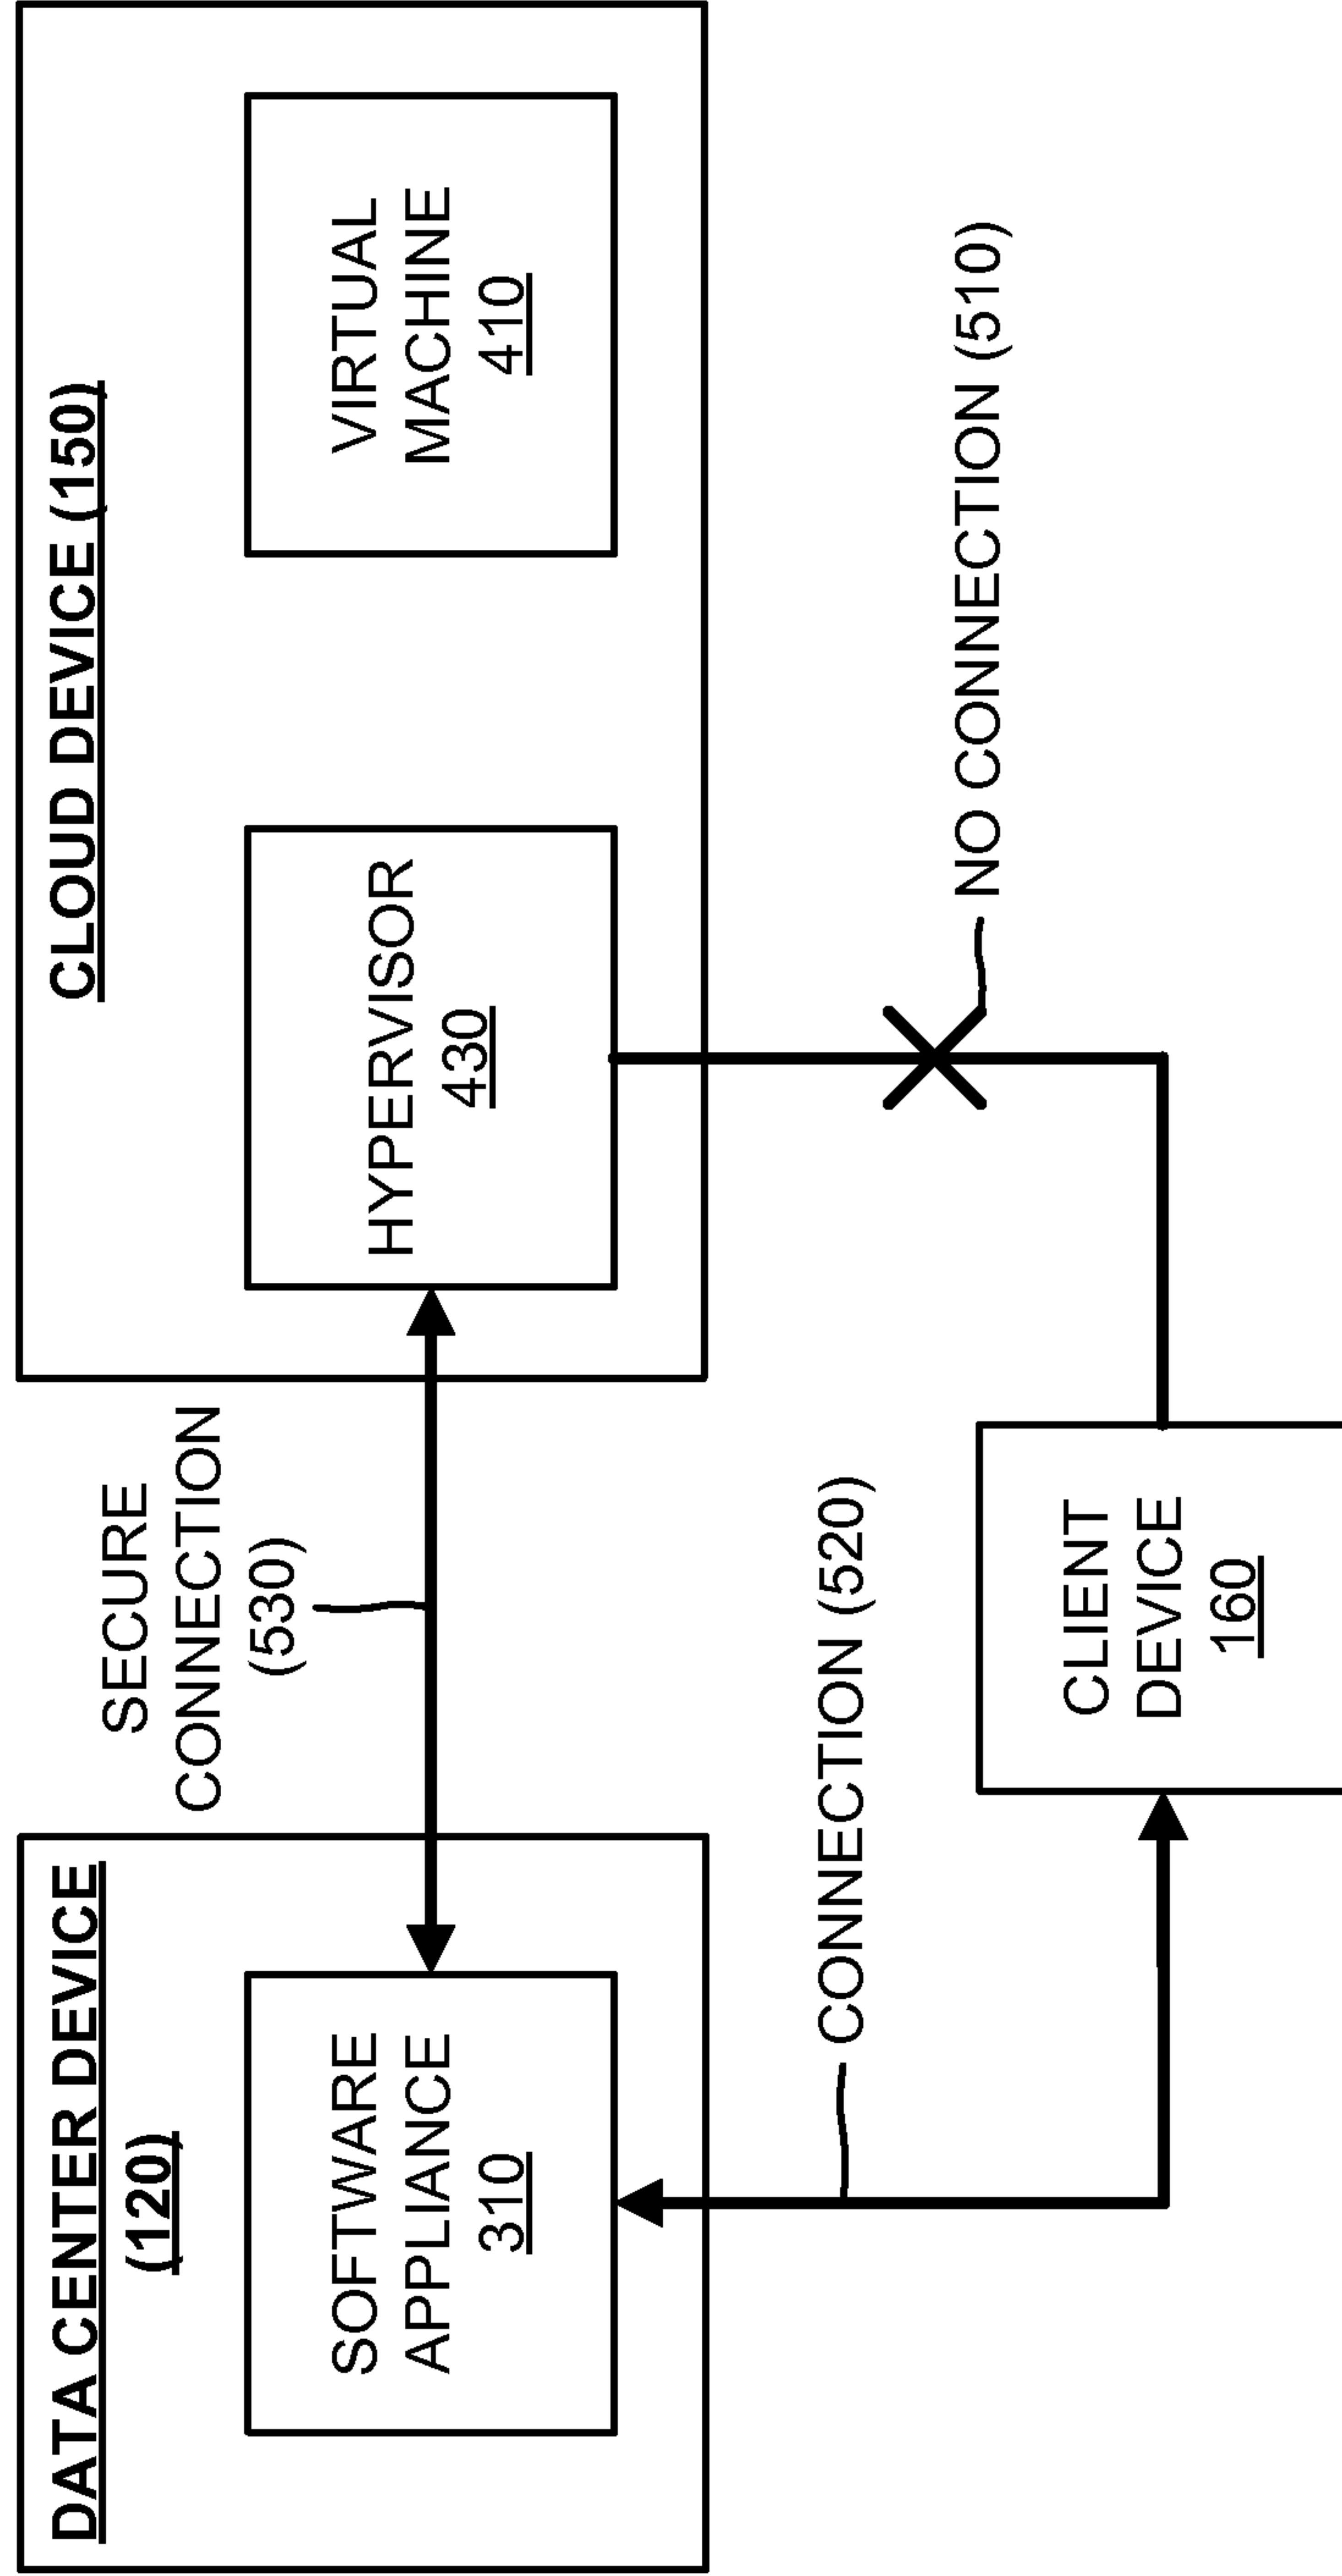 DATA CENTER DEVICE
(120)
SOFTWARE
APPLIANCE
310
SECURE
CONNECTION
(530)
CLOUD DEVICE (150)
HYPERVISOR
430
VIRTUAL
MACHINE
410
CONNECTION (520)
CLIENT
DEVICE
160
NO CONNECTION (510)